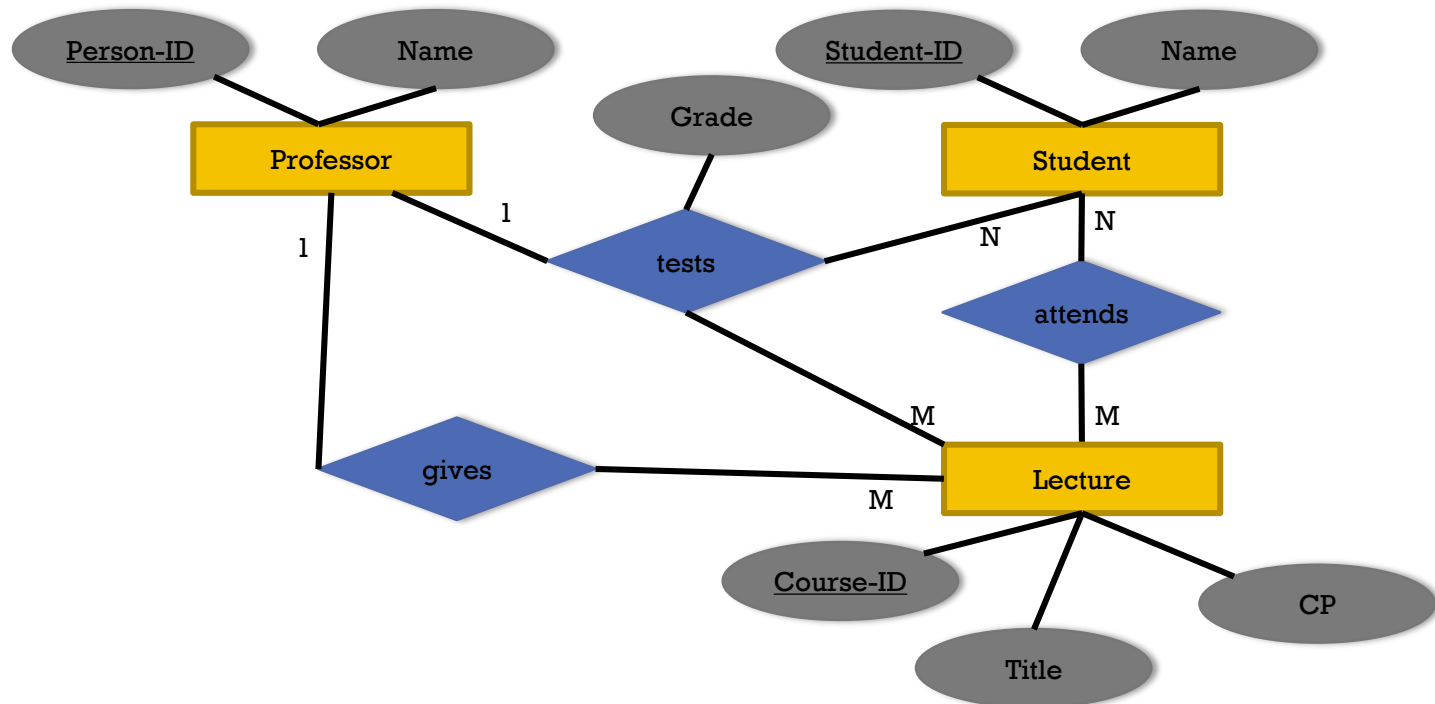 Person-ID
Name
Student-ID
Name
Grade
Professor
Student
1
1
N
N
tests
attends
M
M
gives
M
Lecture
Course-ID
CP
Title